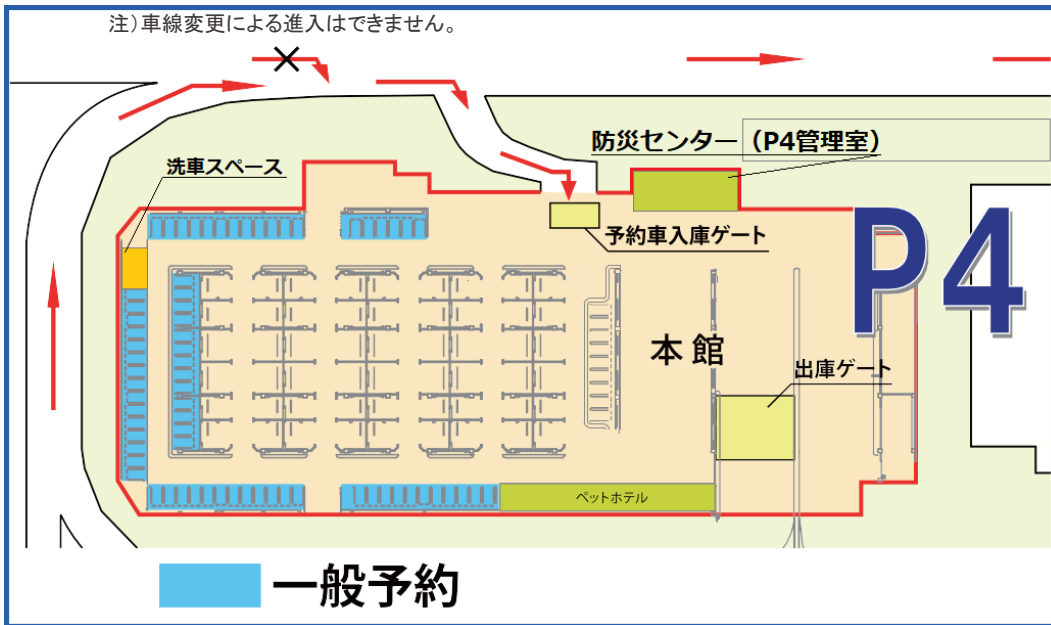 注)車線変更による進入はできません。
防災センター（P4管理室）
洗車スペース
予約車入庫ゲート
P4
本館
出庫ゲート
ペットホテル
一般予約